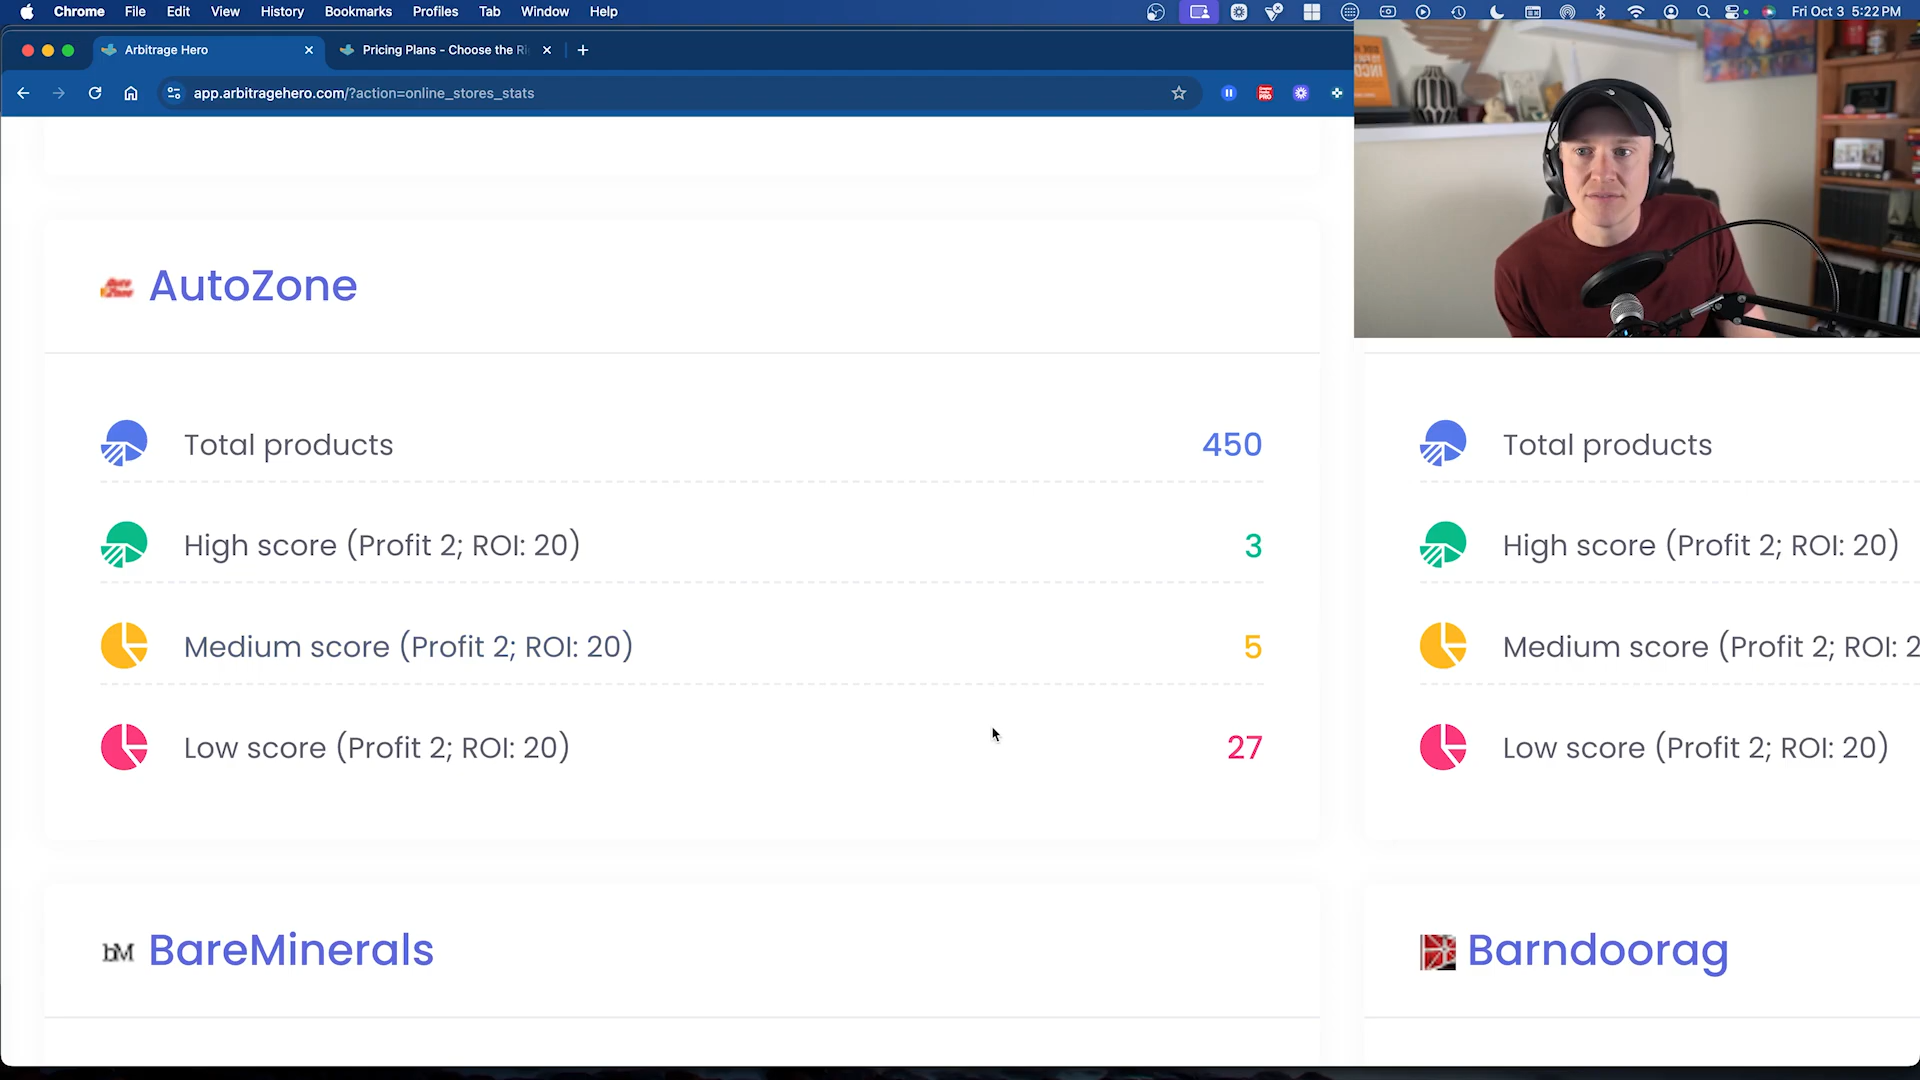 Chrome File Edit View History Bookmarks Profiles Tab Window Help Fri Oct 3 5:22 PM
Arbitrage Hero Pricing Plans - Choose the Ri
app.arbitragehero.com/?action=online_stores_stats
AutoZone
Total products 450
High score (Profit 2; ROI: 20) 3
Medium score (Profit 2; ROI: 20) 5
Low score (Profit 2; ROI: 20) 27
Total products
High score (Profit 2; ROI: 20)
Medium score (Profit 2; ROI: 2
Low score (Profit 2; ROI: 20)
bM BareMinerals
Barndoorag